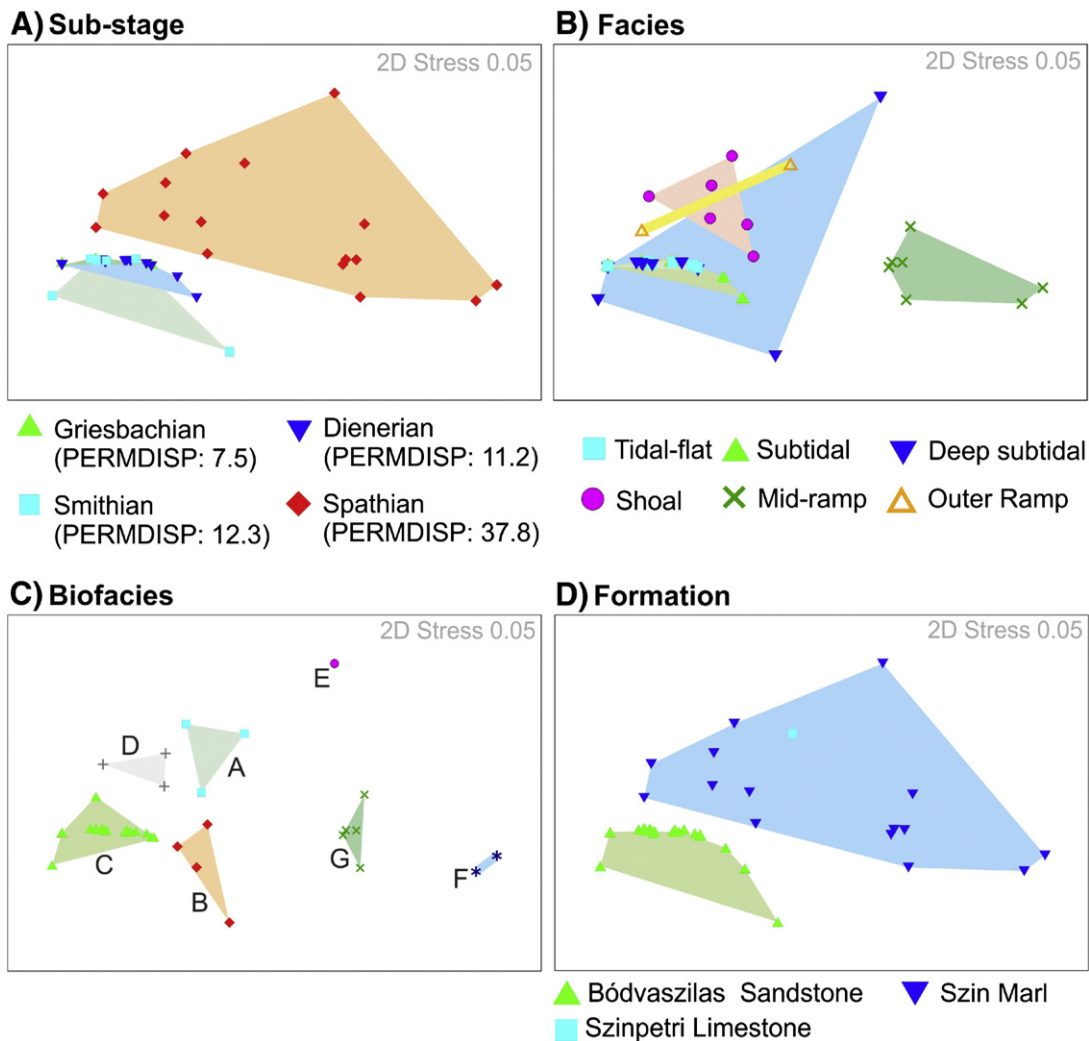 A) Sub-stage
2D Stress 0.05
Griesbachian
(PERMDISP: 7.5)
Dienerian
(PERMDISP: 11.2)
Smithian
(PERMDISP: 12.3)
Spathian
(PERMDISP: 37.8)
B) Facies
2D Stress 0.05
Tidal-flat
Subtidal
Deep subtidal
Shoal
Mid-ramp
Outer Ramp
C) Biofacies
2D Stress 0.05
E
D
A
C
B
G
F
D) Formation
2D Stress 0.05
Bódvaszilas Sandstone
Szin Marl
Szinpetri Limestone